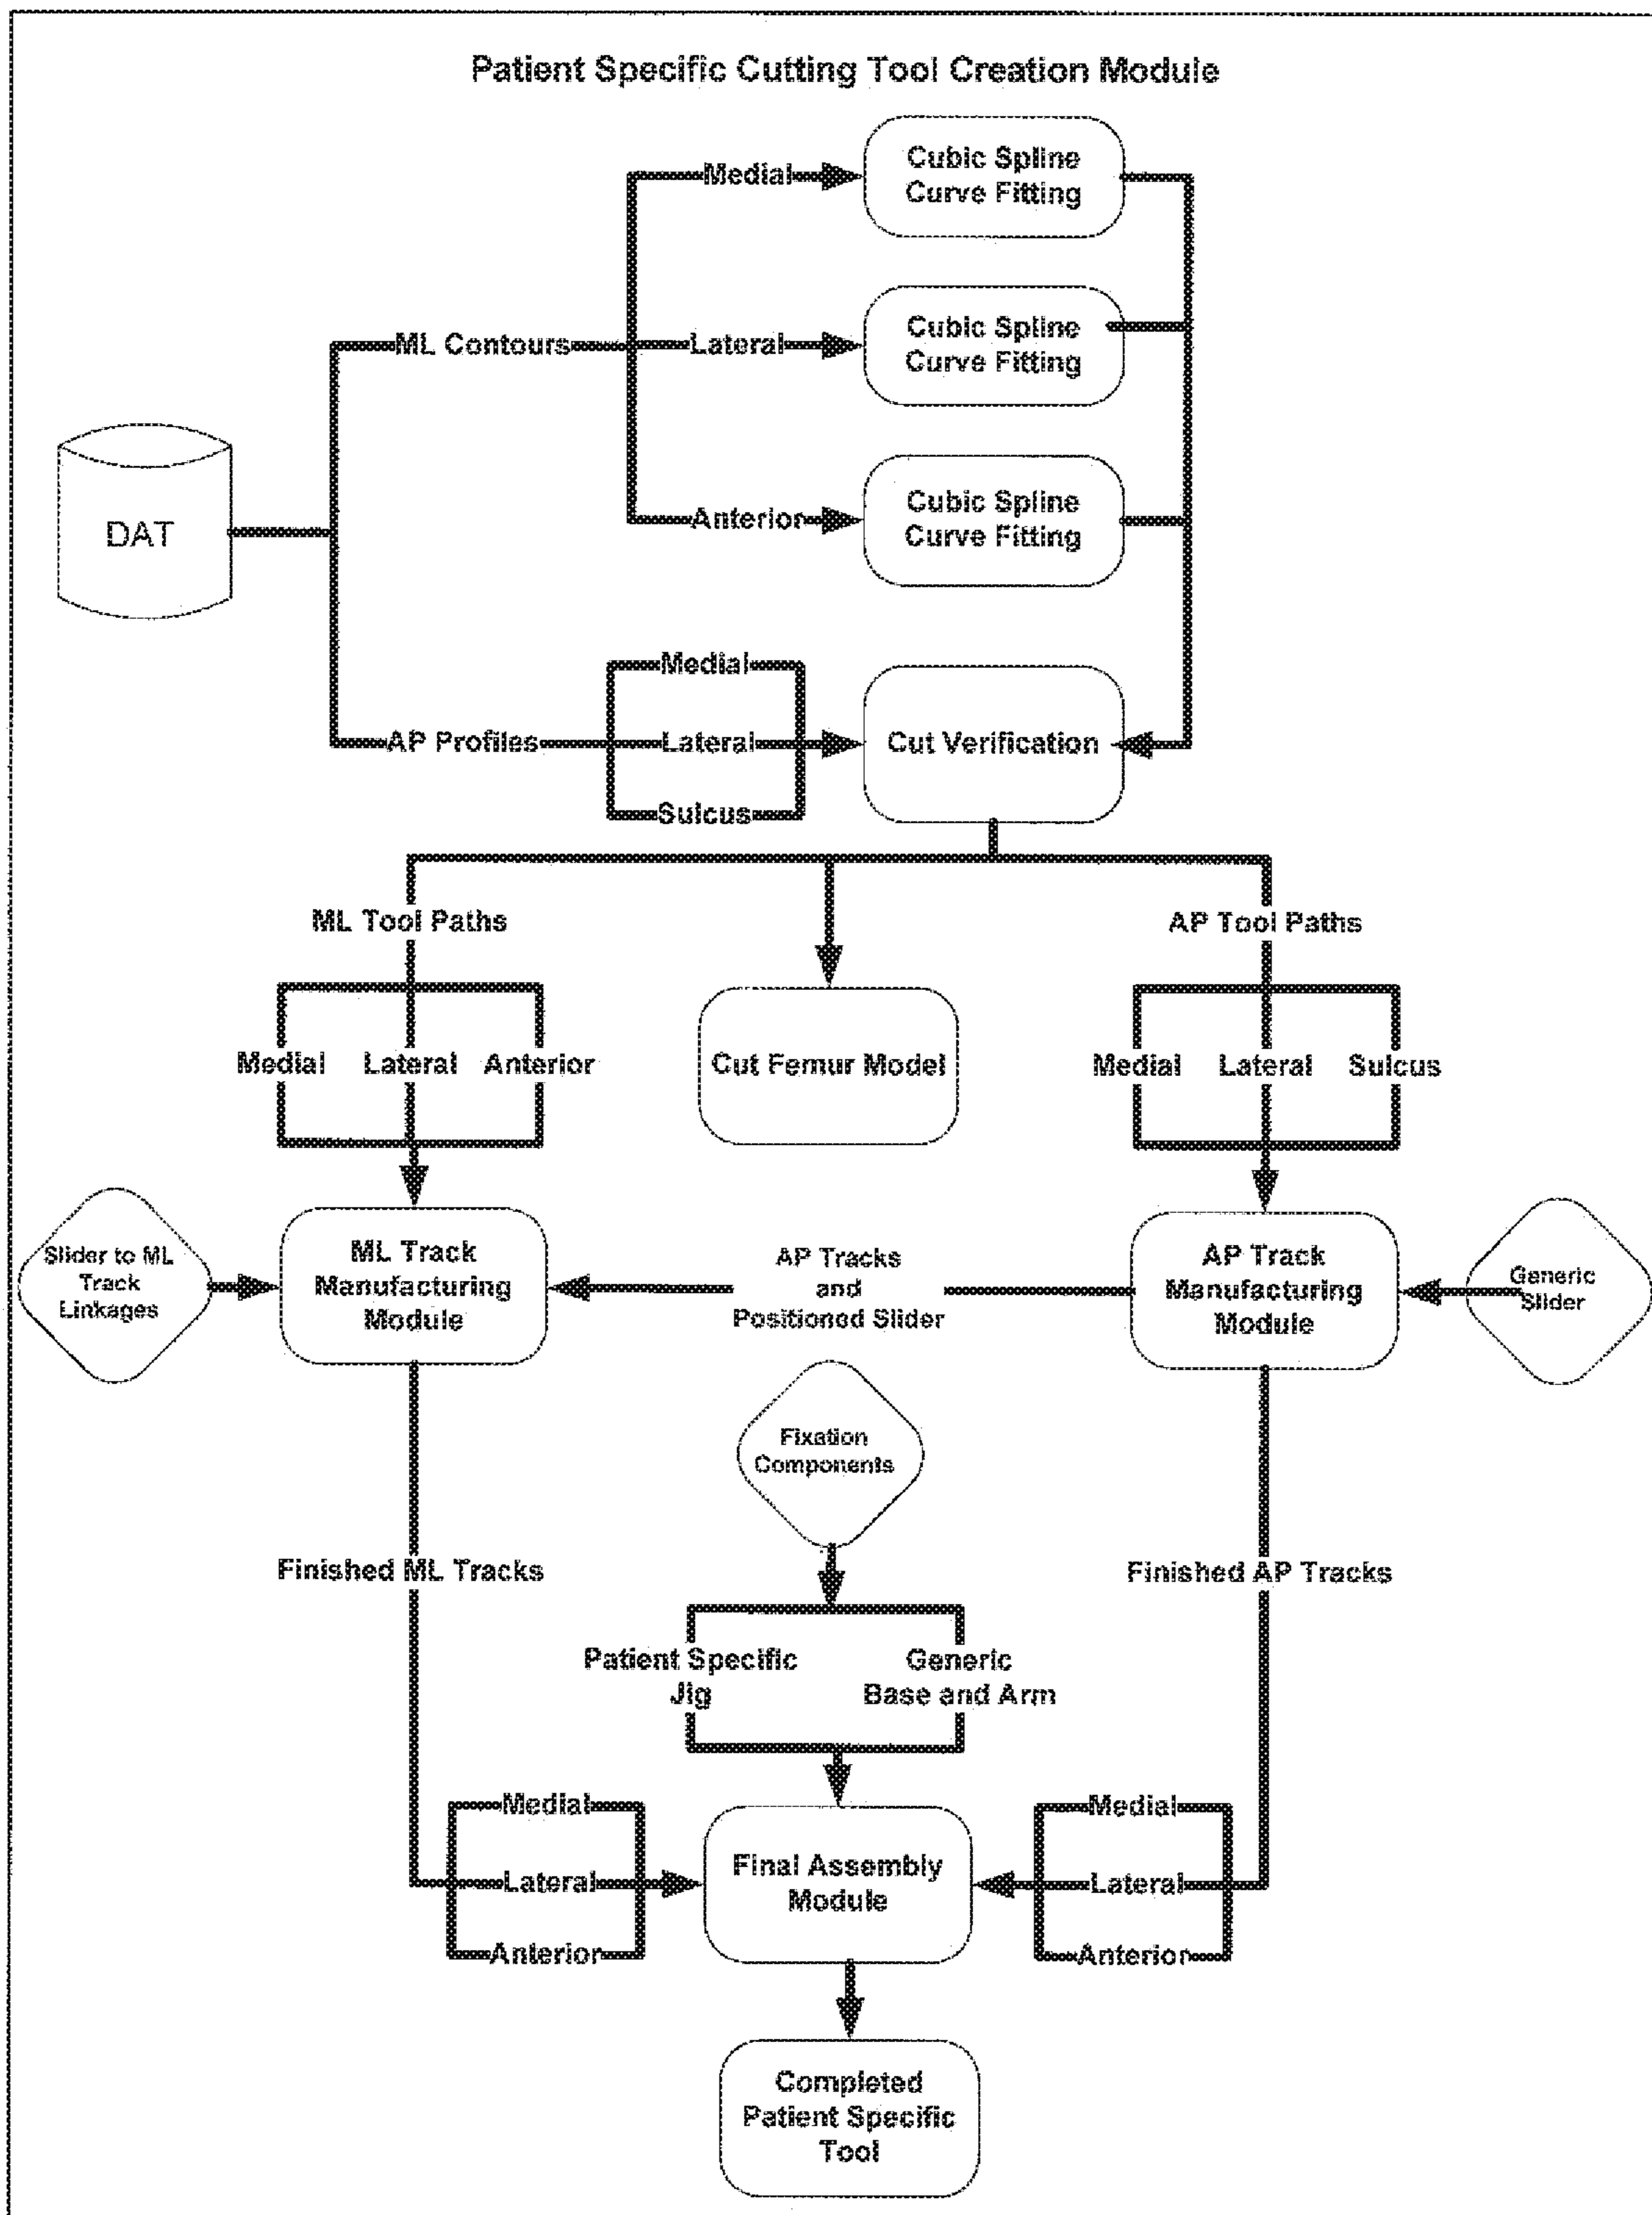 Patient Specific Cutting Tool Creation Module
Medial
Cubic Spline
Curve Fitting
ML Contours
Lateral
Cubic Spline
Curve Fitting
DAT
Anterior
Cubic Spline
Curve Fitting
AP Profiles
Medial
Lateral
Sulcus
Cut Verification
ML Tool Paths
AP Tool Paths
Medial
Lateral
Anterior
Cut Femur Model
Medial
Lateral
Sulcus
Slider to ML
Track
Linkages
ML Track
Manufacturing
Module
AP Tracks
and
Positioned Slider
AP Track
Manufacturing
Module
Generic
Slider
Fixation
Components
Finished ML Tracks
Finished AP Tracks
Patient Specific
Jig
Generic
Base and Arm
Medial
Lateral
Anterior
Final Assembly
Module
Medial
Lateral
Anterior
Completed
Patient Specific
Tool